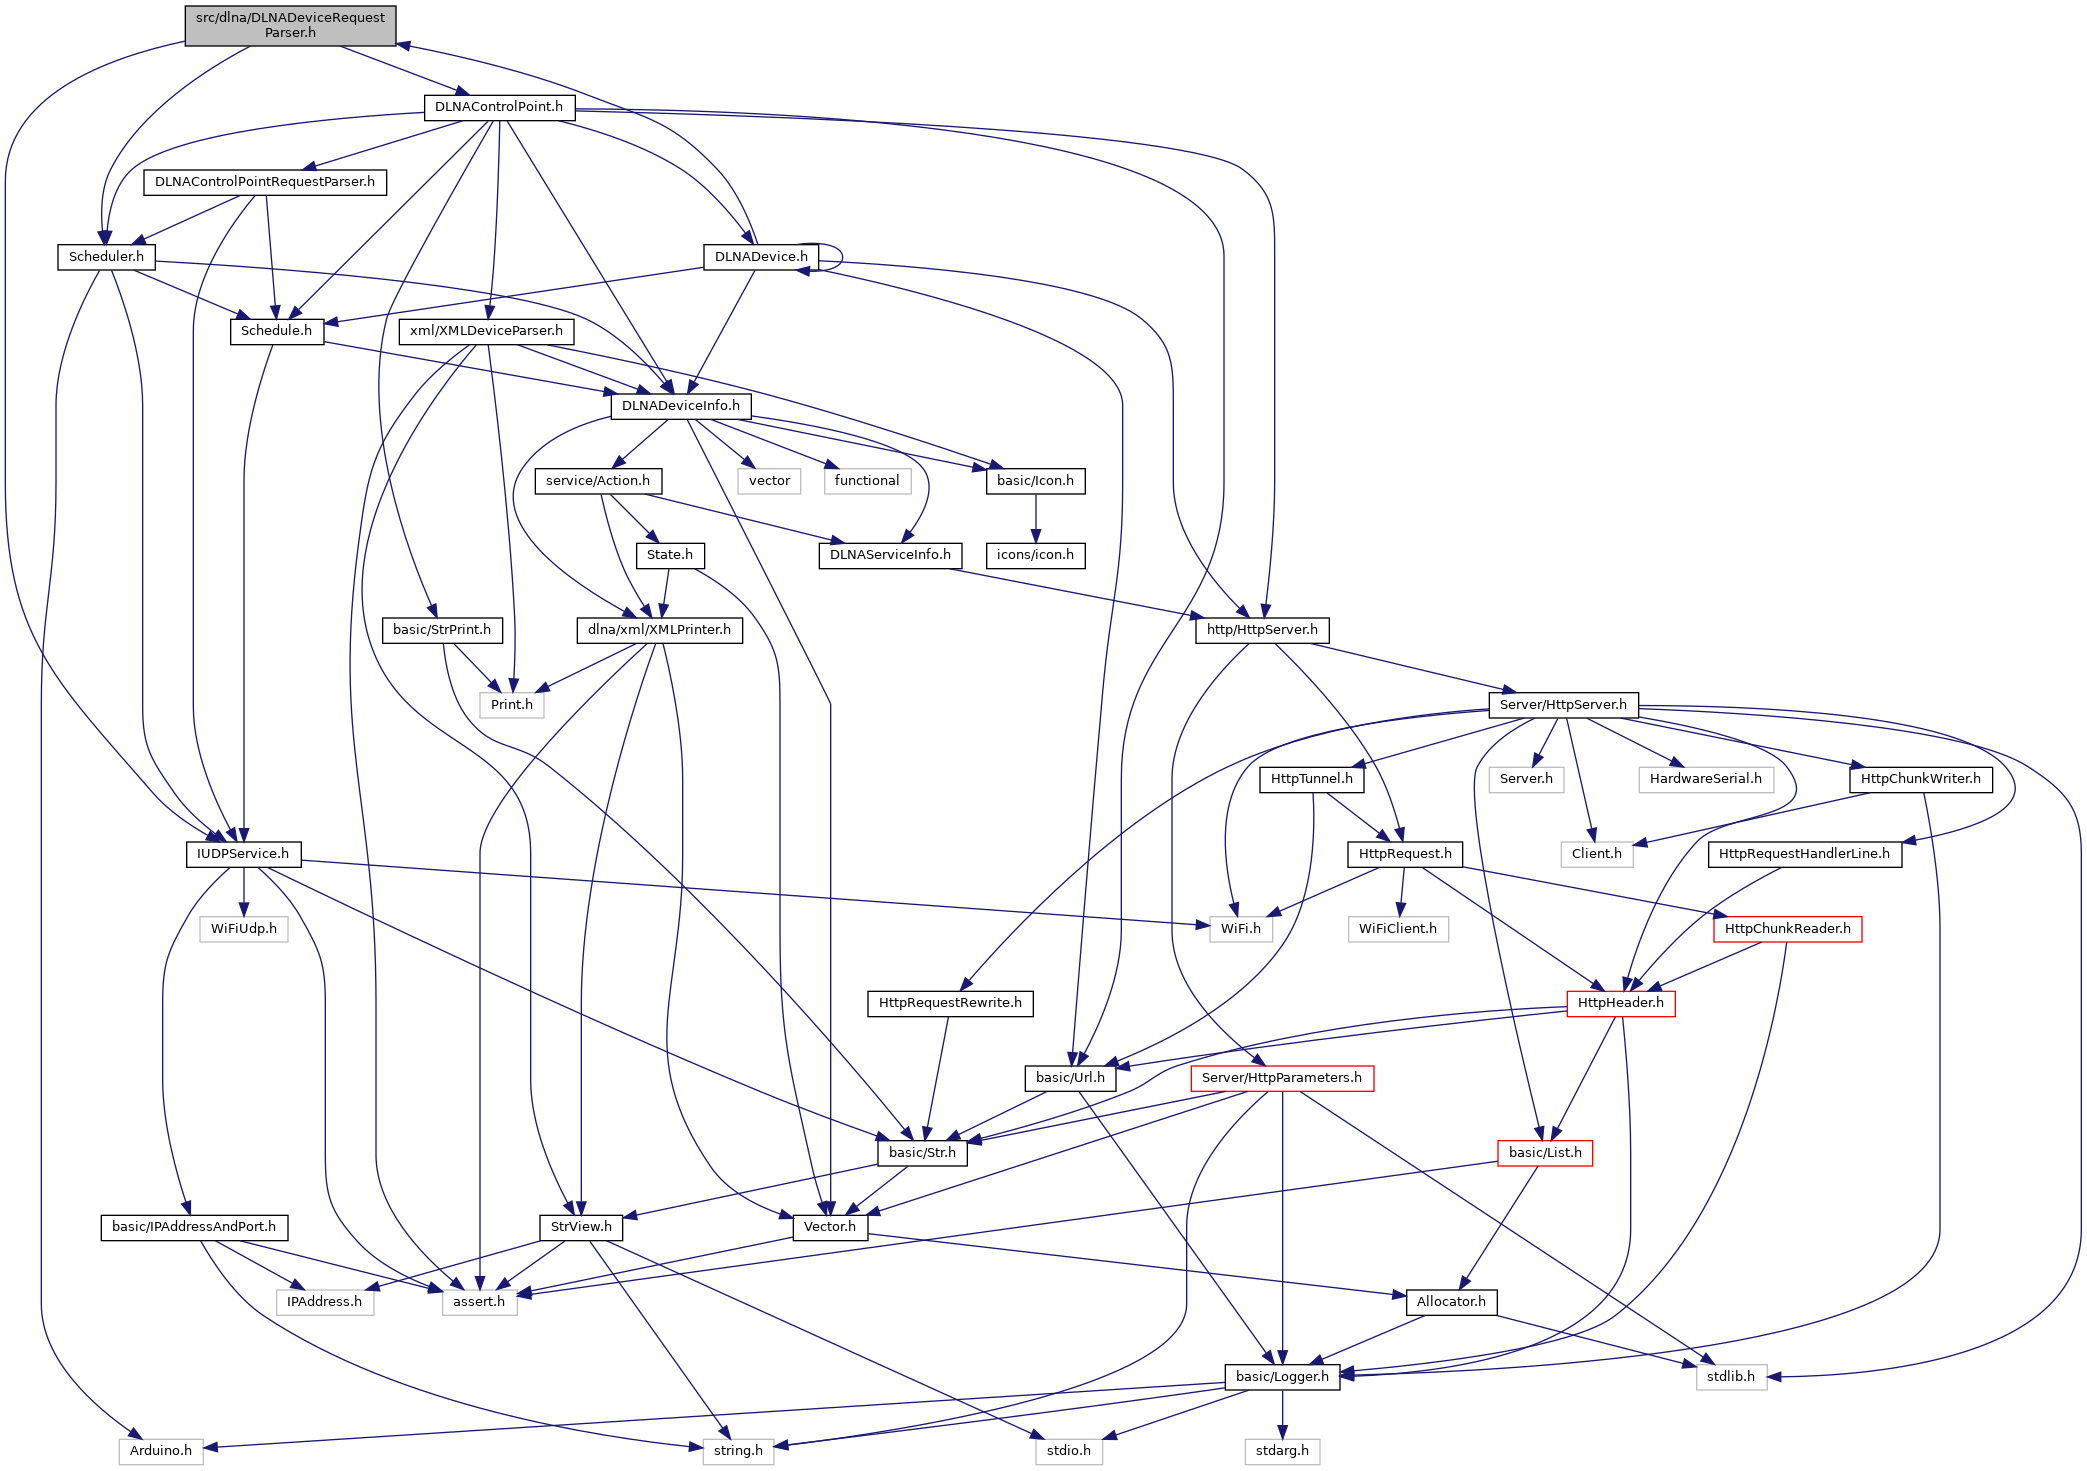 src/dlna/DLNADeviceRequest
Parser.h
DLNAControlPoint.h
DLNAControlPointRequestParser.h
Scheduler.h
DLNADevice.h
Schedule.h
xml/XMLDeviceParser.h
DLNADeviceInfo.h
service/Action.h
vector
functional
basic/Icon.h
State.h
DLNAServiceInfo.h
icons/icon.h
basic/StrPrint.h
dlna/xml/XMLPrinter.h
http/HttpServer.h
Print.h
Server/HttpServer.h
HttpTunnel.h
Server.h
HardwareSerial.h
HttpChunkWriter.h
IUDPService.h
HttpRequest.h
Client.h
HttpRequestHandlerLine.h
WiFiUdp.h
WiFi.h
WiFiClient.h
HttpChunkReader.h
HttpRequestRewrite.h
HttpHeader.h
basic/Url.h
Server/HttpParameters.h
basic/Str.h
basic/List.h
basic/IPAddressAndPort.h
StrView.h
Vector.h
IPAddress.h
assert.h
Allocator.h
basic/Logger.h
stdlib.h
Arduino.h
string.h
stdio.h
stdarg.h